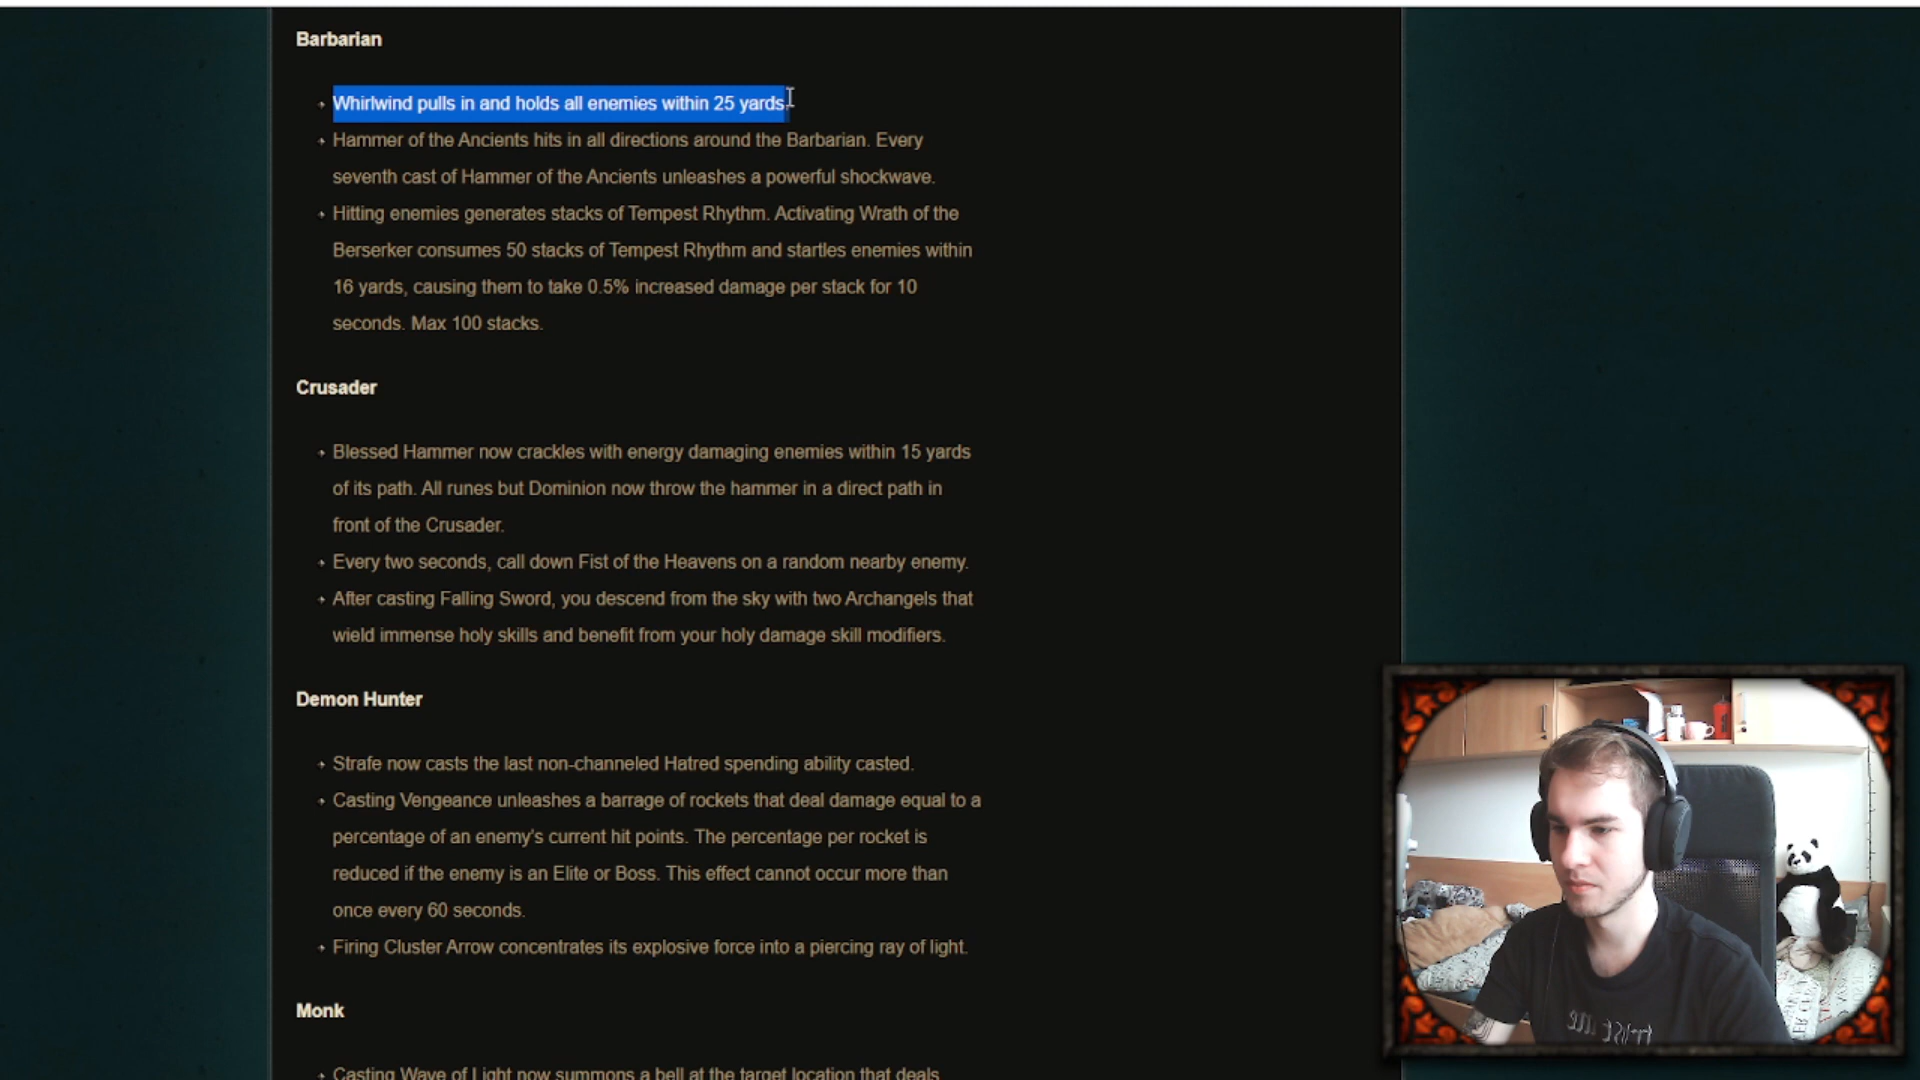 Barbarian
Whirlwind pulls in and holds all enemies within 25 yards.
Hammer of the Ancients hits in all directions around the Barbarian. Every
seventh cast of Hammer of the Ancients unleashes a powerful shockwave.
Hitting enemies generates stacks of Tempest Rhythm. Activating Wrath of the
Berserker consumes 50 stacks of Tempest Rhythm and startles enemies within
16 yards, causing them to take 0.5% increased damage per stack for 10
seconds. Max 100 stacks.
Crusader
Blessed Hammer now crackles with energy damaging enemies within 15 yards
of its path. All runes but Dominion now throw the hammer in a direct path in
front of the Crusader.
Every two seconds, call down Fist of the Heavens on a random nearby enemy.
After casting Falling Sword, you descend from the sky with two Archangels that
wield immense holy skills and benefit from your holy damage skill modifiers.
Demon Hunter
Strafe now casts the last non-channeled Hatred spending ability casted.
Casting Vengeance unleashes a barrage of rockets that deal damage equal to a
percentage of an enemy's current hit points. The percentage per rocket is
reduced if the enemy is an Elite or Boss. This effect cannot occur more than
once every 60 seconds.
Firing Cluster Arrow concentrates its explosive force into a piercing ray of light.
Monk
Casting Wave of Light now summons a bell at the target location that deals